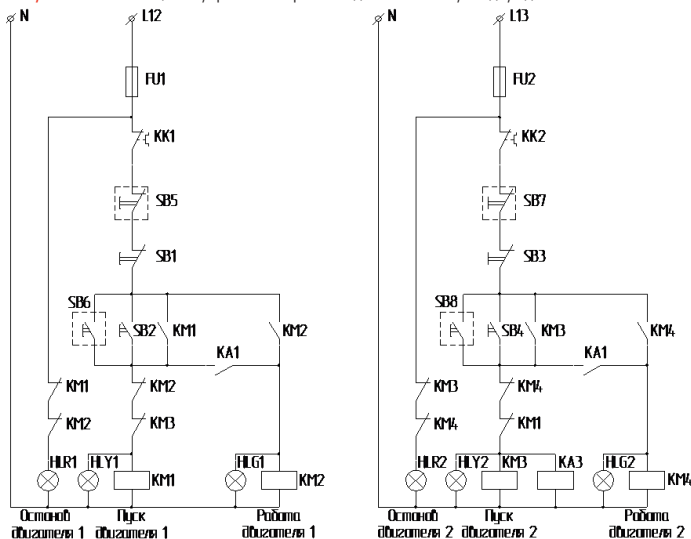 N L12 N L13
FU1 FU2
KK1 KK2
SB5 SB7
SB1 SB3
SB6 SB2 KM1 KM2 SB8 SB4 KM3 KM4
KA1 KA1
KM1 KM2 KM3 KM4
KM2 KM3 KM4 KM1
HLR1 HLY1 KM1 HLG1 KM2 HLR2 HLY2 KM3 KA3 HLG2 KM4
Останов Пуск Работа Останов Пуск Работа
двигателя 1 двигателя 1 двигателя 1 двигателя 2 двигателя 2 двигателя 2